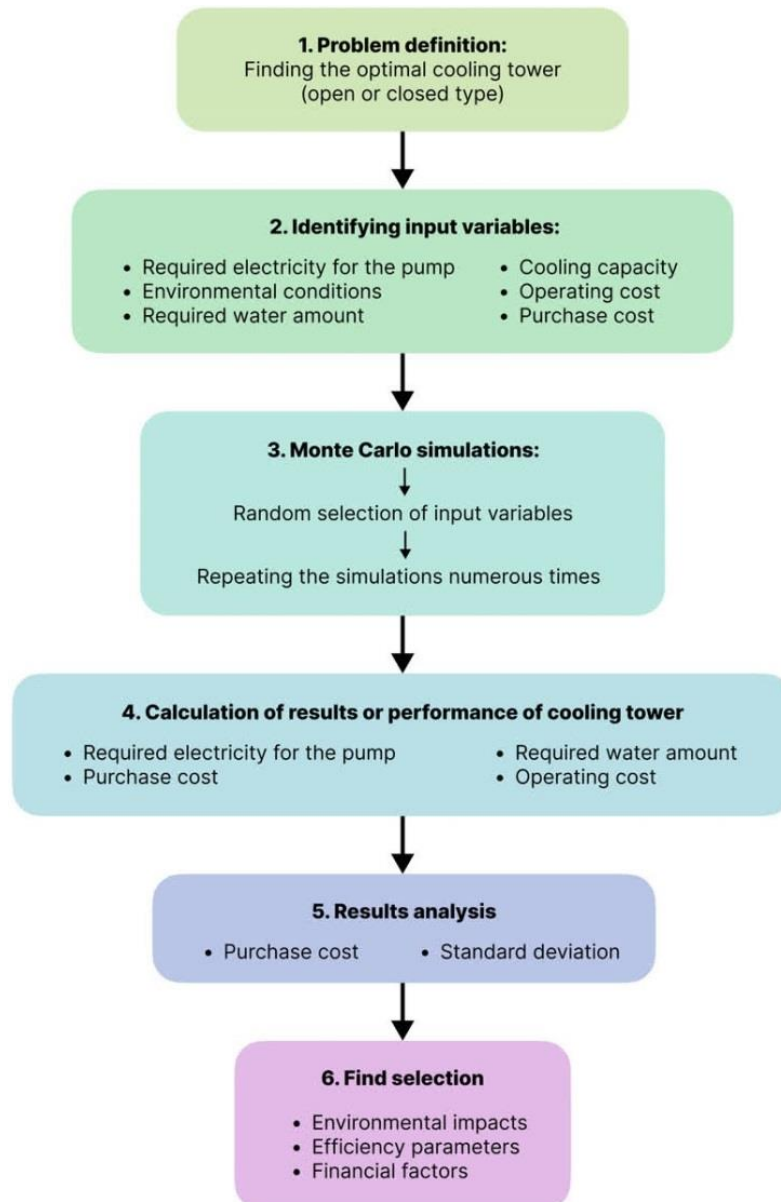 1. Problem definition:
Finding the optimal cooling tower
(open or closed type)
2. Identifying input variables:
• Required electricity for the pump
• Environmental conditions
• Required water amount
• Cooling capacity
• Operating cost
• Purchase cost
3. Monte Carlo simulations:
Random selection of input variables
Repeating the simulations numerous times
4. Calculation of results or performance of cooling tower
• Required electricity for the pump
• Purchase cost
• Required water amount
• Operating cost
5. Results analysis
• Purchase cost
• Standard deviation
6. Find selection
• Environmental impacts
• Efficiency parameters
• Financial factors